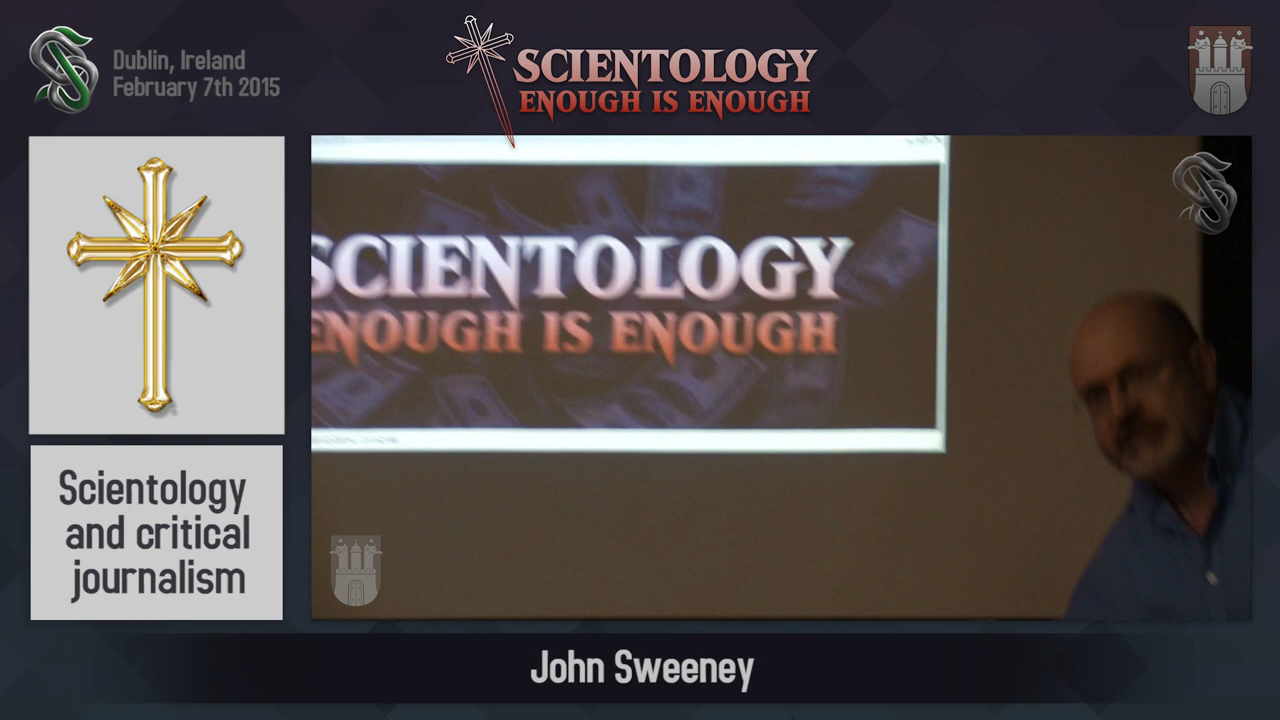 Dublin, Ireland
February 7th 2015
SCIENTOLOGY
ENOUGH IS ENOUGH
SCIENTOLOGY
ENOUGH IS ENOUGH
Scientology
and critical
journalism
John Sweeney